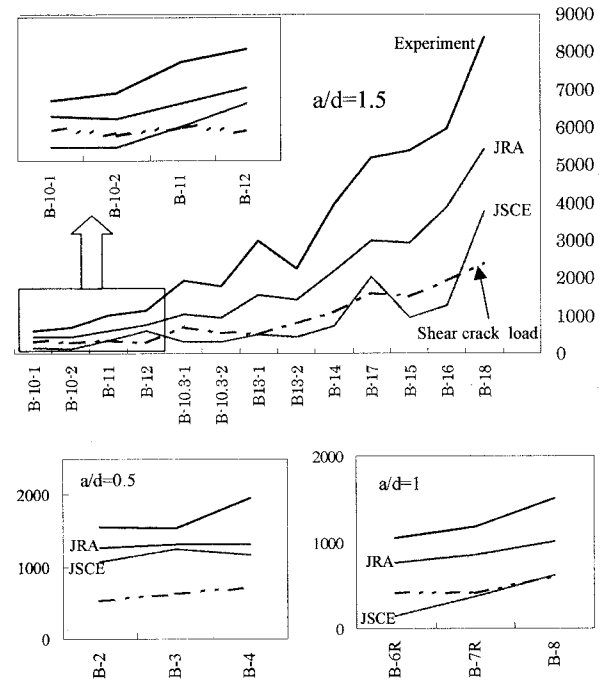 9000
8000
7000
6000
5000
4000
3000
2000
1000
0
Experiment
a/d=1.5
JRA
JSCE
Shear crack load
B-10-1
B-10-2
B-11
B-12
B-10-1
B-10-2
B-11
B-12
B-10.3-1
B-10.3-2
B13-1
B13-2
B-14
B-17
B-15
B-16
B-18
a/d=0.5
2000
1000
0
JRA
JSCE
B-2
B-3
B-4
a/d=1
2000
1000
0
JRA
JSCE
B-6R
B-7R
B-8